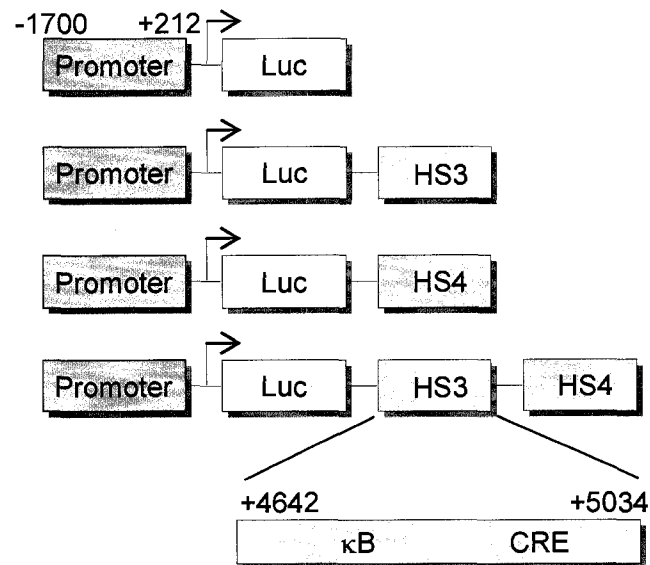 -1700 +212
Promoter Luc
Promoter Luc HS3
Promoter Luc HS4
Promoter Luc HS3 HS4
+4642 +5034
κB CRE